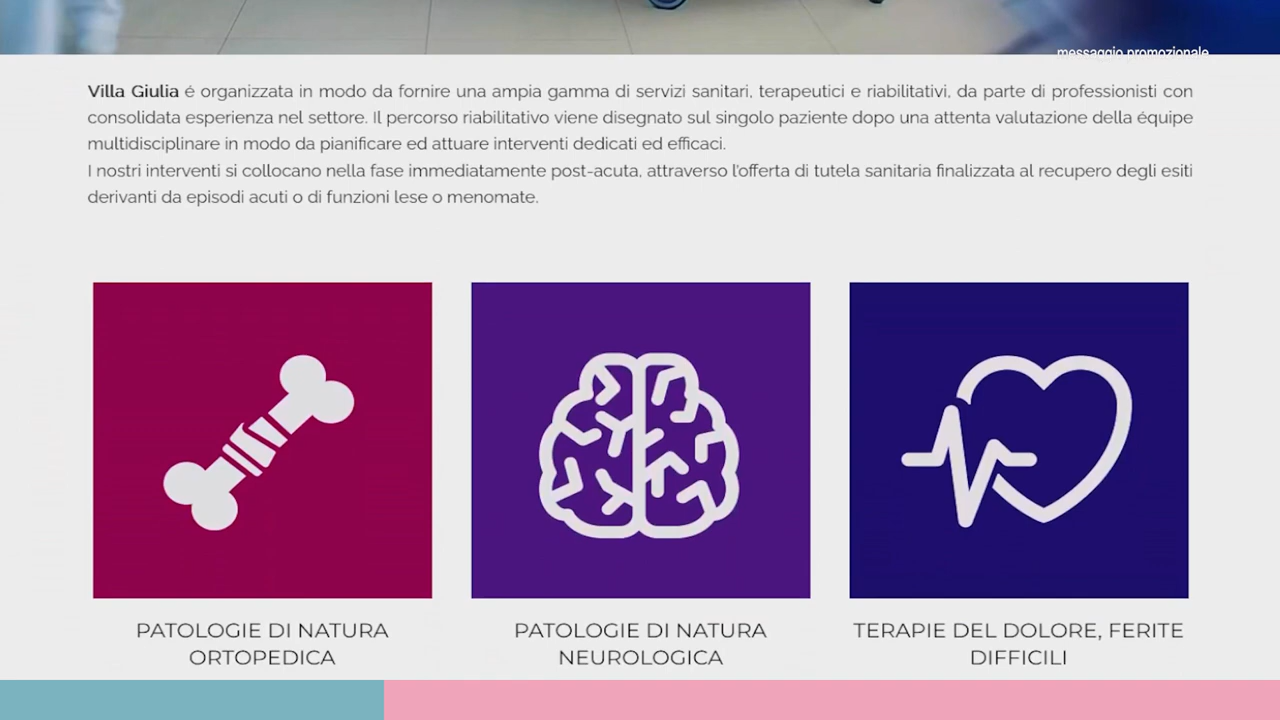 messaggio promozionale
Villa Giulia é organizzata in modo da fornire una ampia gamma di servizi sanitari, terapeutici e riabilitativi, da parte di professionisti con
consolidata esperienza nel settore. Il percorso riabilitativo viene disegnato sul singolo paziente dopo una attenta valutazione della équipe
multidisciplinare in modo da pianificare ed attuare interventi dedicati ed efficaci.
I nostri interventi si collocano nella fase immediatamente post-acuta, attraverso l'offerta di tutela sanitaria finalizzata al recupero degli esiti
derivanti da episodi acuti o di funzioni lese o menomate.
PATOLOGIE DI NATURA
ORTOPEDICA
PATOLOGIE DI NATURA
NEUROLOGICA
TERAPIE DEL DOLORE, FERITE
DIFFICILI